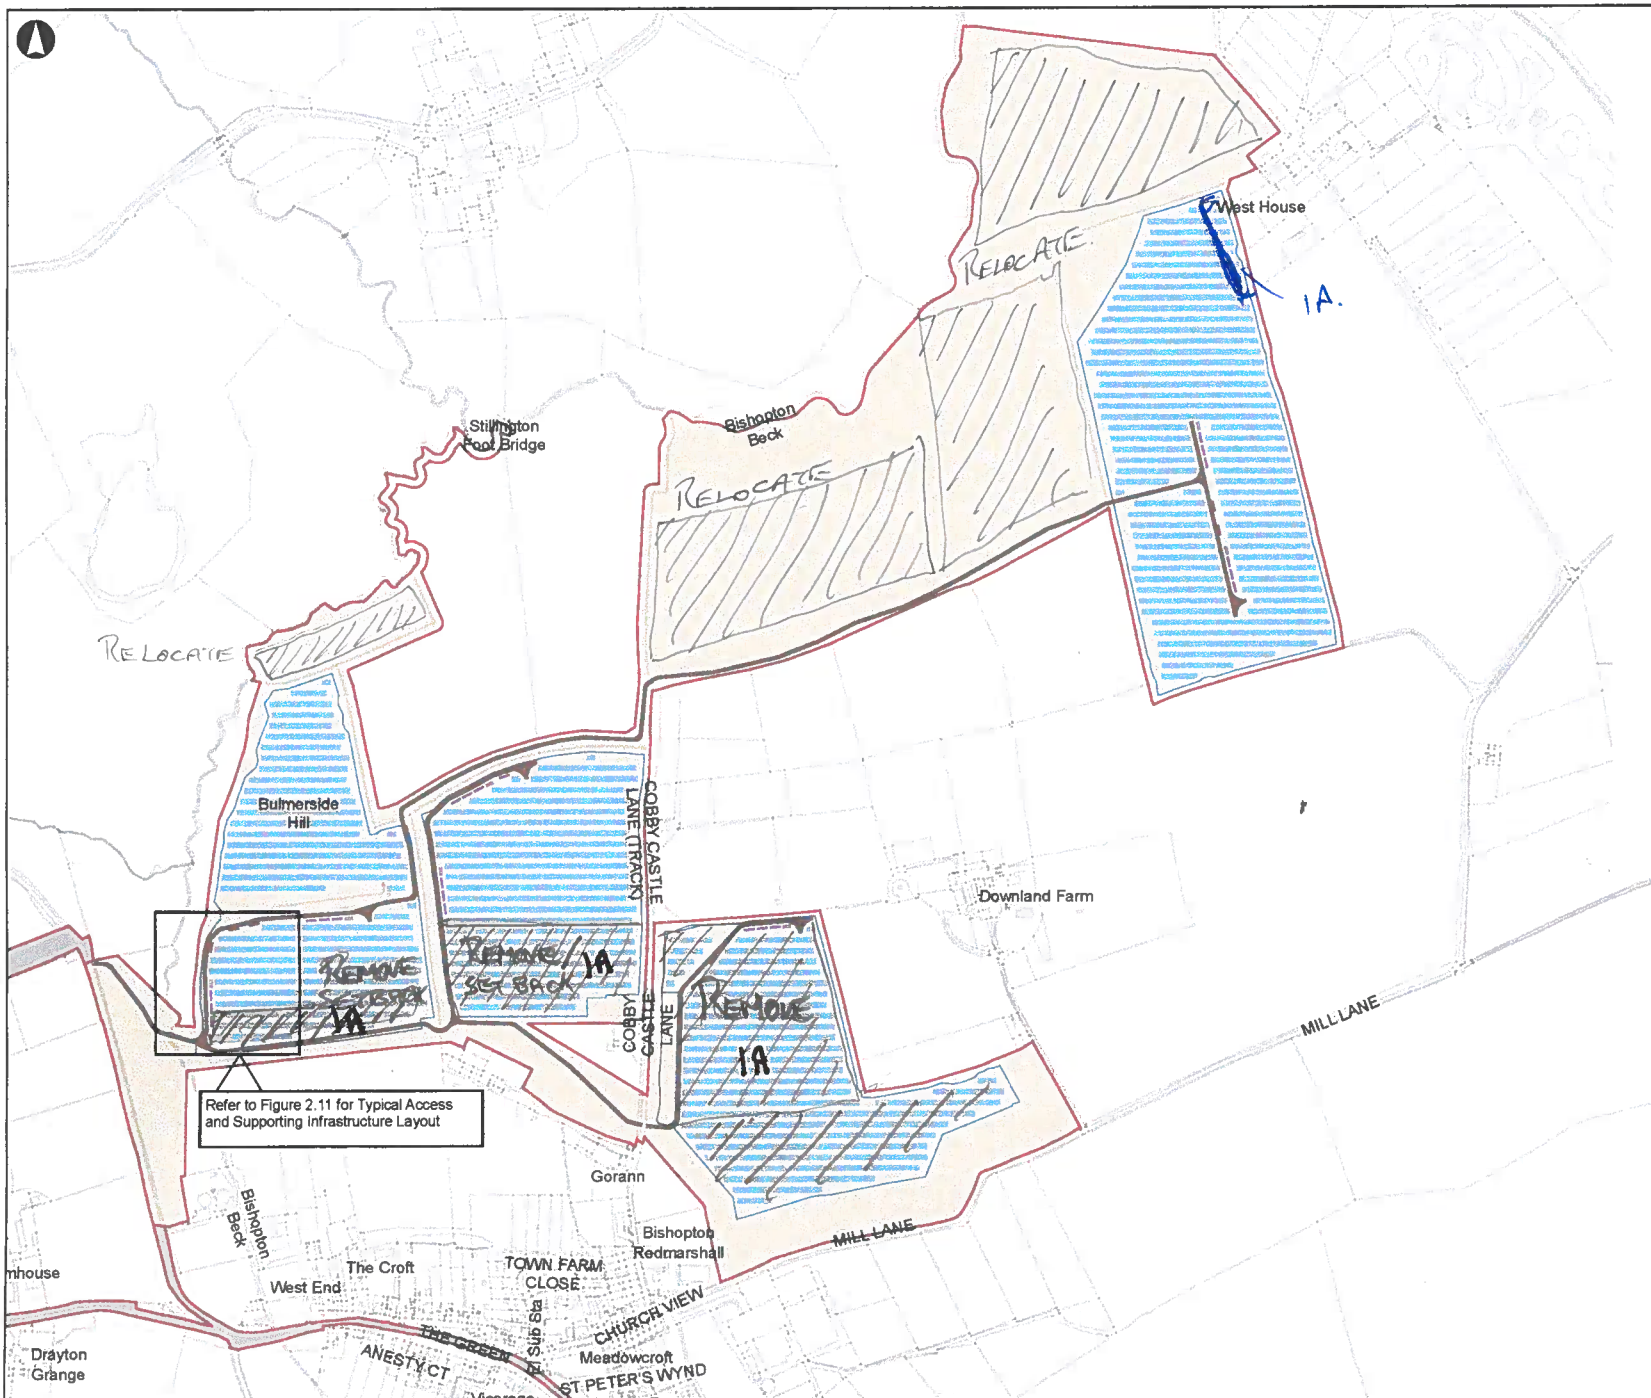 West House
RELOCATE
1A.
Stillington
Foot Bridge
Bishopton
Beck
RELOCATE
RELOCATE
Bulmerside
Hill
COBBY CASTLE
LANE (TRACK)
Downland Farm
REMOVE
SETBACK
1A
REMOVE/
SET BACK
1A
COBBY
CASTLE
LANE
REMOVE
1A
MILL LANE
Refer to Figure 2.11 for Typical Access
and Supporting Infrastructure Layout
Gorann
Bishopton
Beck
Bishopton
Redmarshall
MILL LANE
mhouse
The Croft
West End
TOWN FARM
CLOSE
El Sub Sta
CHURCH VIEW
THE GREEN
ANESTY CT
Meadowcroft
ST PETER'S WYND
Drayton
Grange